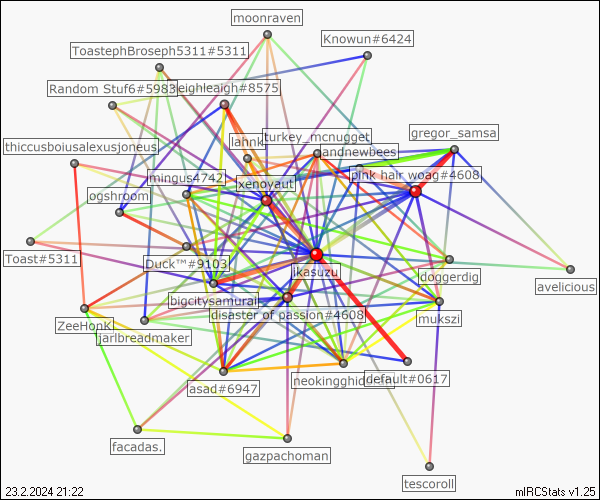 moonraven
Knowun#6424
ToastephBroseph5311#5311
Random Stuf6#5983
leighleaigh#8575
gregor_samsa
turkey_mcnugget
lahnk
thiccusboiusalexusjoneus
andnewbees
mingus4742
xenoyaut
pink hair woag#4608
ogshroom
Toast#5311
Duck™#9103
ikasuzu
doggerdig
avelicious
bigcitysamurai
disaster of passion#4608
mukszi
ZeeHonK!
jarlbreadmaker
asad#6947
default#0617
facadas.
gazpachoman
tescoroll
23.2.2024 21:22
mIRCStats v1.25